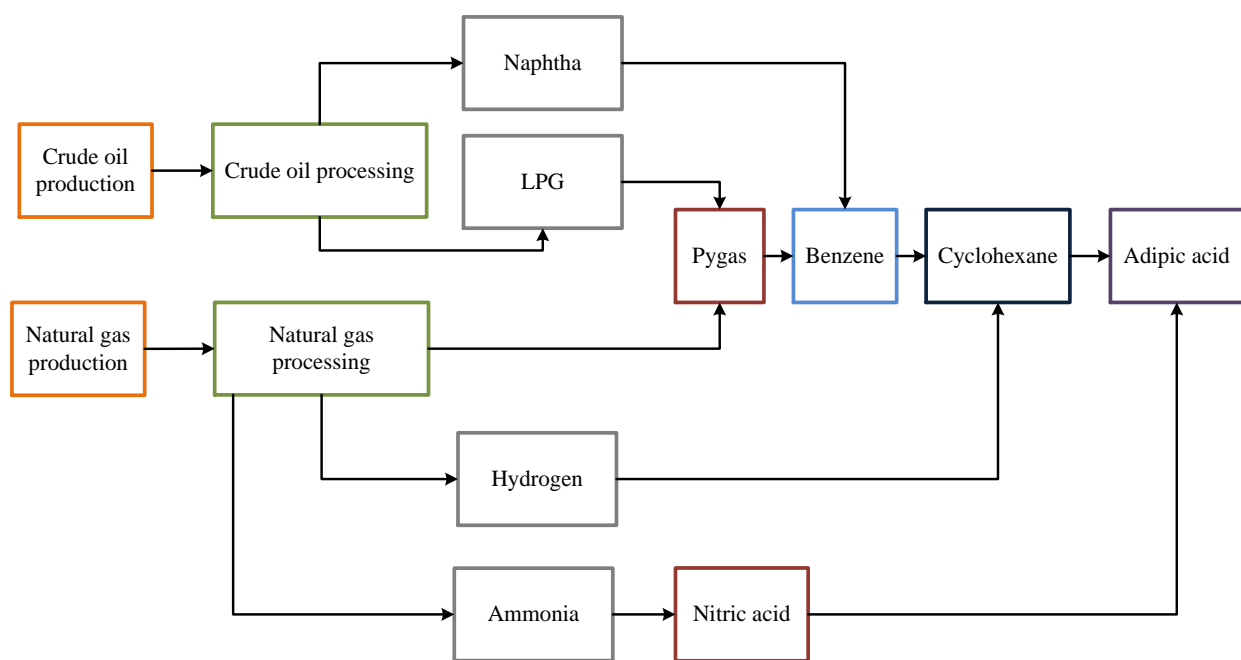 Naphtha
Crude oil
production
Crude oil processing
LPG
Pygas
Benzene
Cyclohexane
Adipic acid
Natural gas
production
Natural gas
processing
Hydrogen
Ammonia
Nitric acid